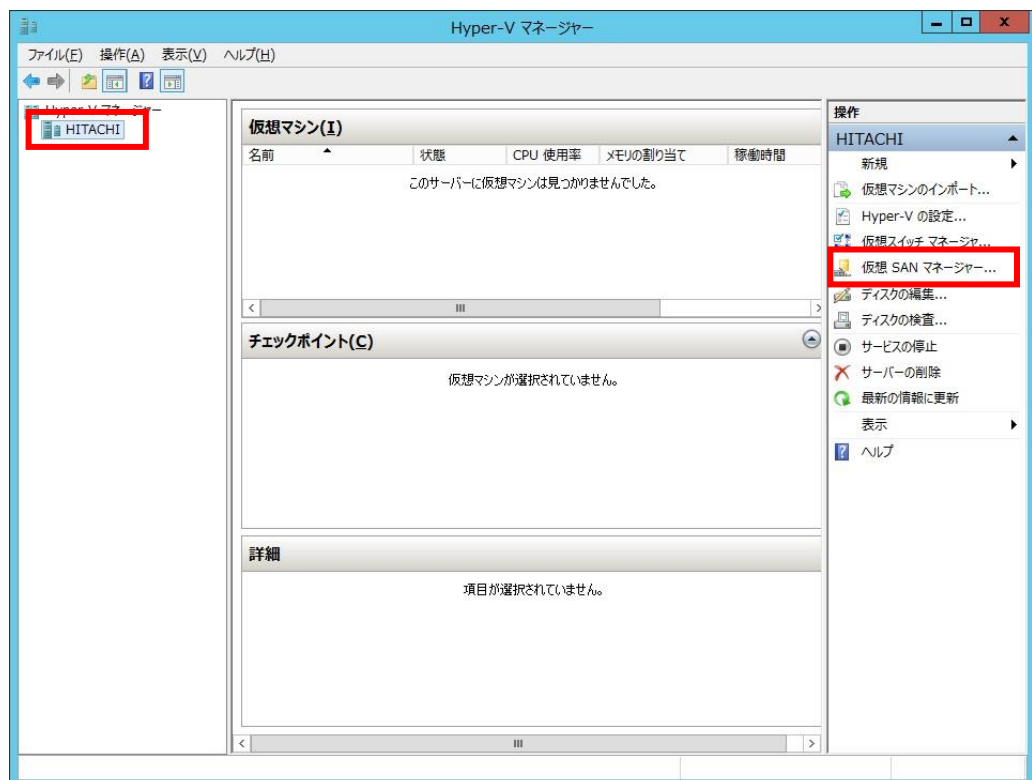 Hyper-V マネージャー
ファイル(F) 操作(A) 表示(V) ヘルプ(H)
Hyper-V マネージャー
HITACHI
仮想マシン(I)
名前 状態 CPU 使用率 メモリの割り当て 稼働時間
このサーバーに仮想マシンは見つかりませんでした。
チェックポイント(C)
仮想マシンが選択されていません。
詳細
項目が選択されていません。
操作
HITACHI
新規
仮想マシンのインポート...
Hyper-V の設定...
仮想スイッチ マネージャ...
仮想 SAN マネージャー...
ディスクの編集...
ディスクの検査...
サービスの停止
サーバーの削除
最新の情報に更新
表示
ヘルプ